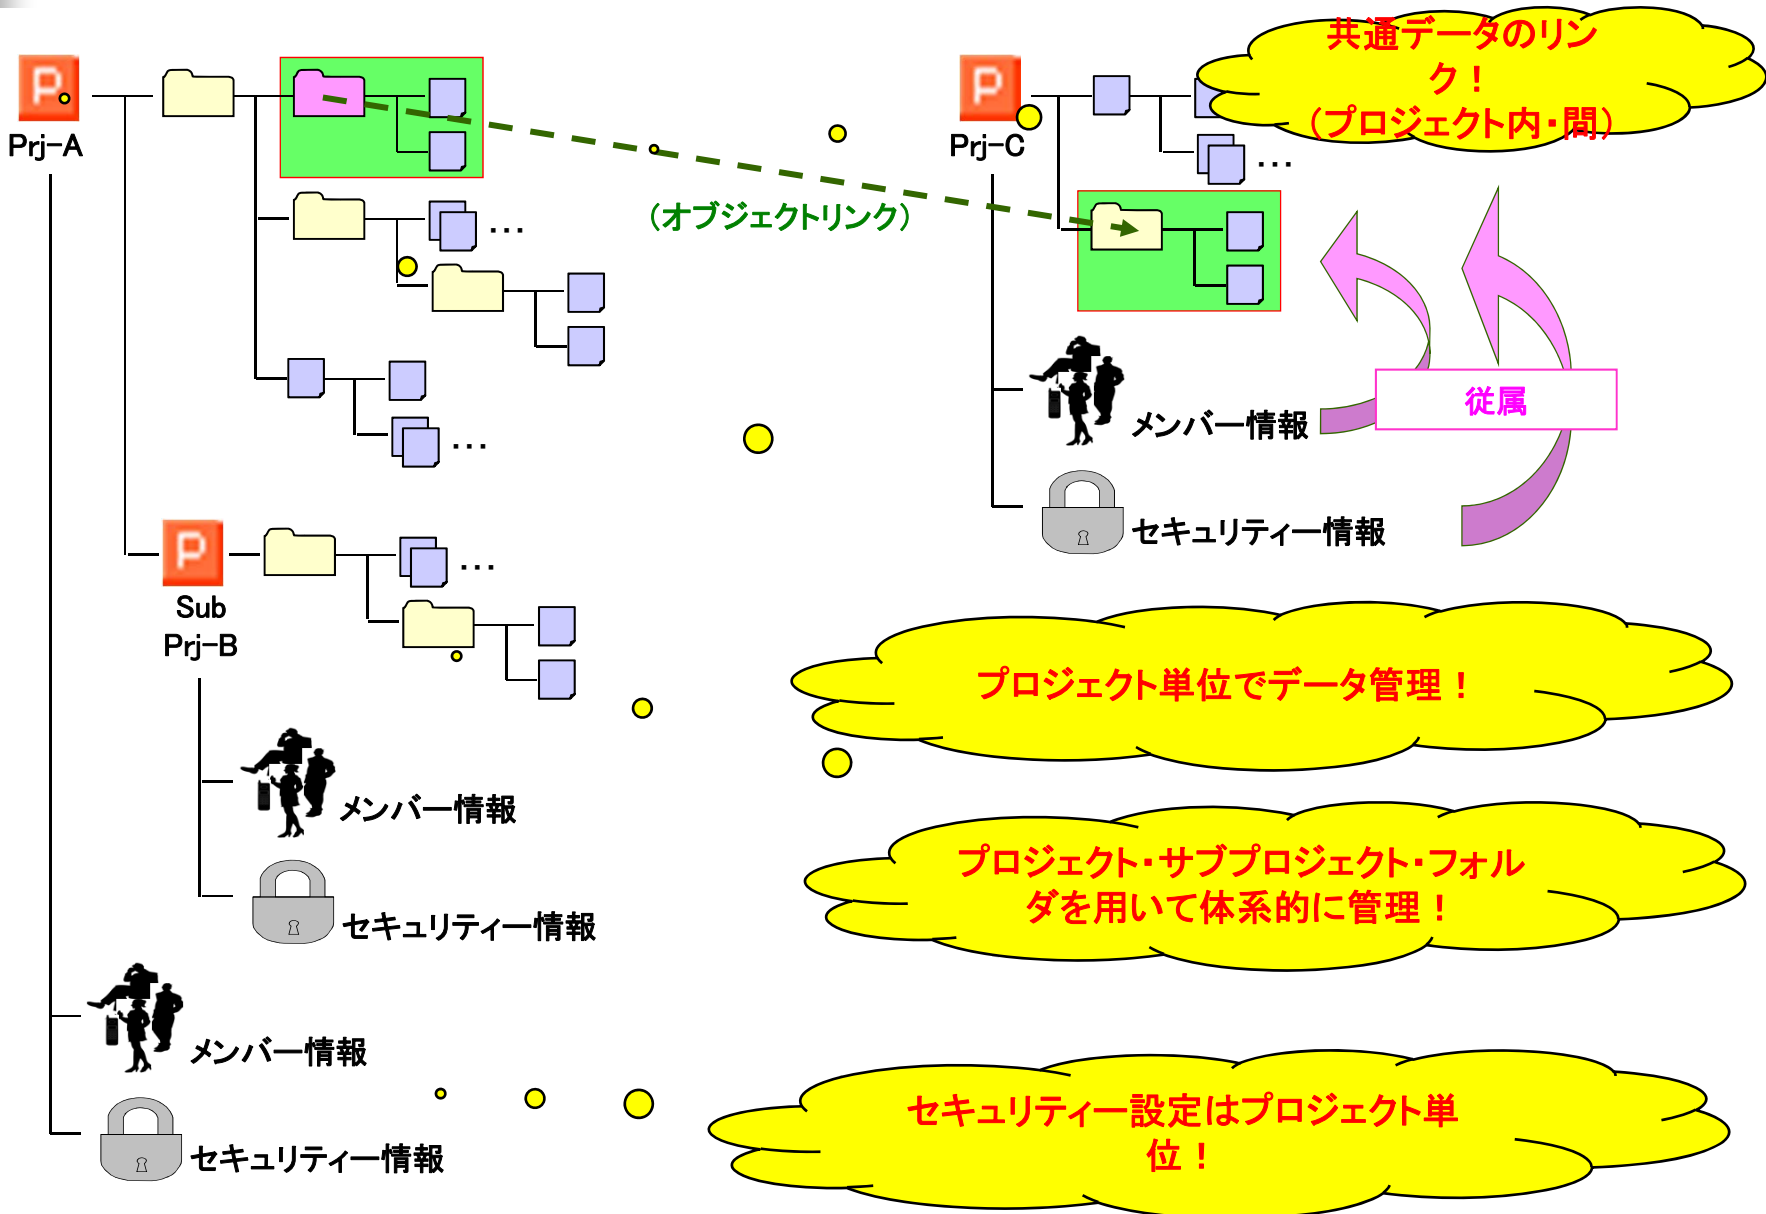 共通データのリン
ク！
（プロジェクト内・間）
P
Prj-A
P
Prj-C
…
（オブジェクトリンク）
…
…
従属
メンバー情報
セキュリティー情報
P
Sub
Prj-B
…
プロジェクト単位でデータ管理！
メンバー情報
プロジェクト・サブプロジェクト・フォル
ダを用いて体系的に管理！
セキュリティー情報
メンバー情報
セキュリティー設定はプロジェクト単
位！
セキュリティー情報